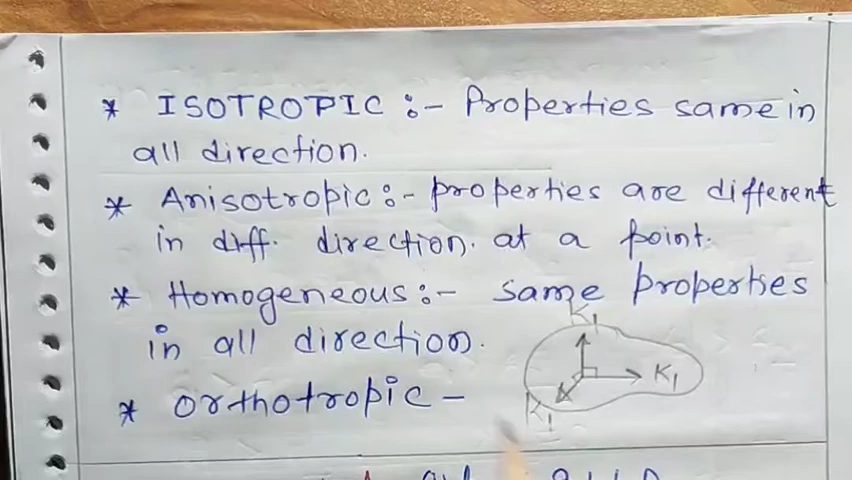 * ISOTROPIC :- Properties same in
all direction.
* Anisotropic :- properties are different
in diff. direction. at a point.
* Homogeneous :- same properties
in all direction.
K1
K1
K1
* orthotropic -